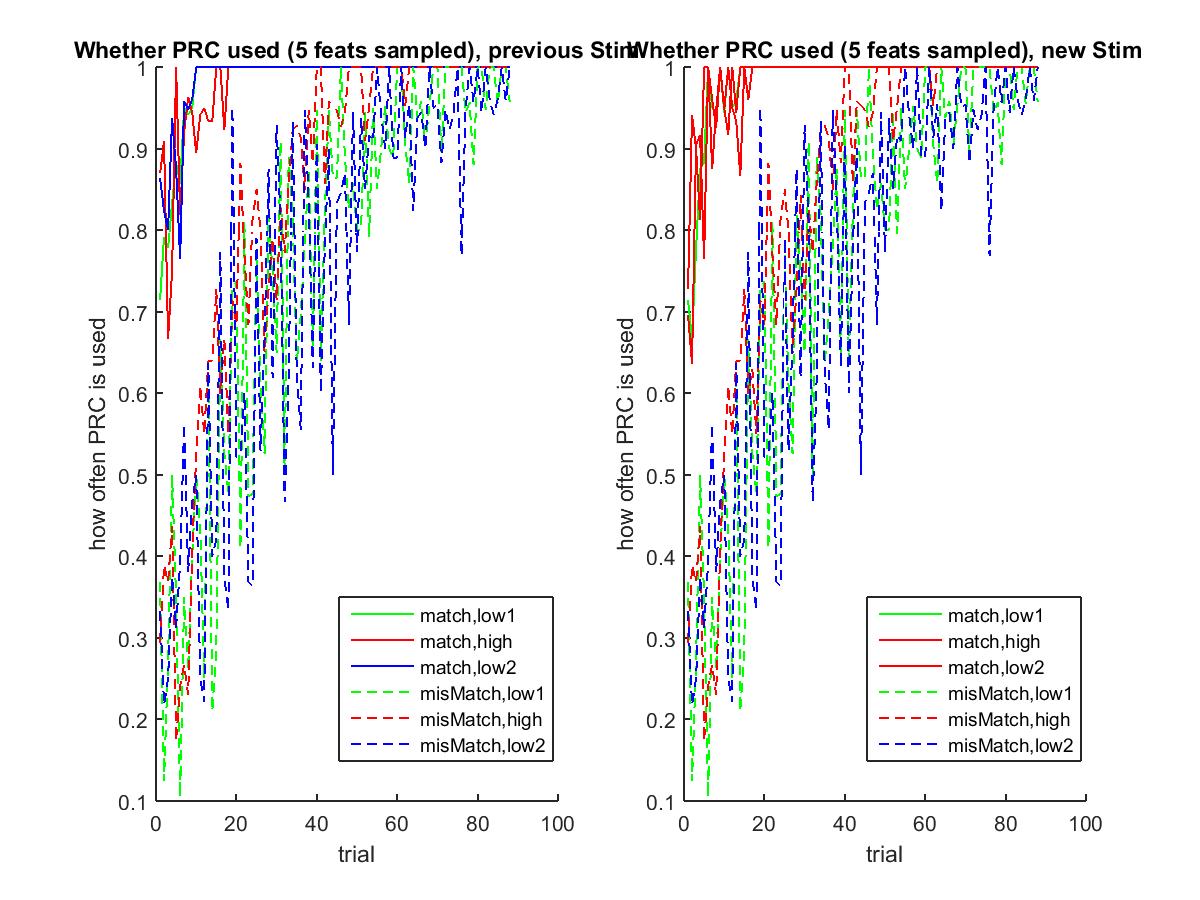 Whether PRC used (5 feats sampled), previous Stim
1
0.9
0.8
0.7
0.6
0.5
0.4
0.3
0.2
0.1
how often PRC is used
match,low1
match,high
match,low2
misMatch,low1
misMatch,high
misMatch,low2
0 20 40 60 80 100
trial
Whether PRC used (5 feats sampled), new Stim
1
0.9
0.8
0.7
0.6
0.5
0.4
0.3
0.2
0.1
how often PRC is used
match,low1
match,high
match,low2
misMatch,low1
misMatch,high
misMatch,low2
0 20 40 60 80 100
trial